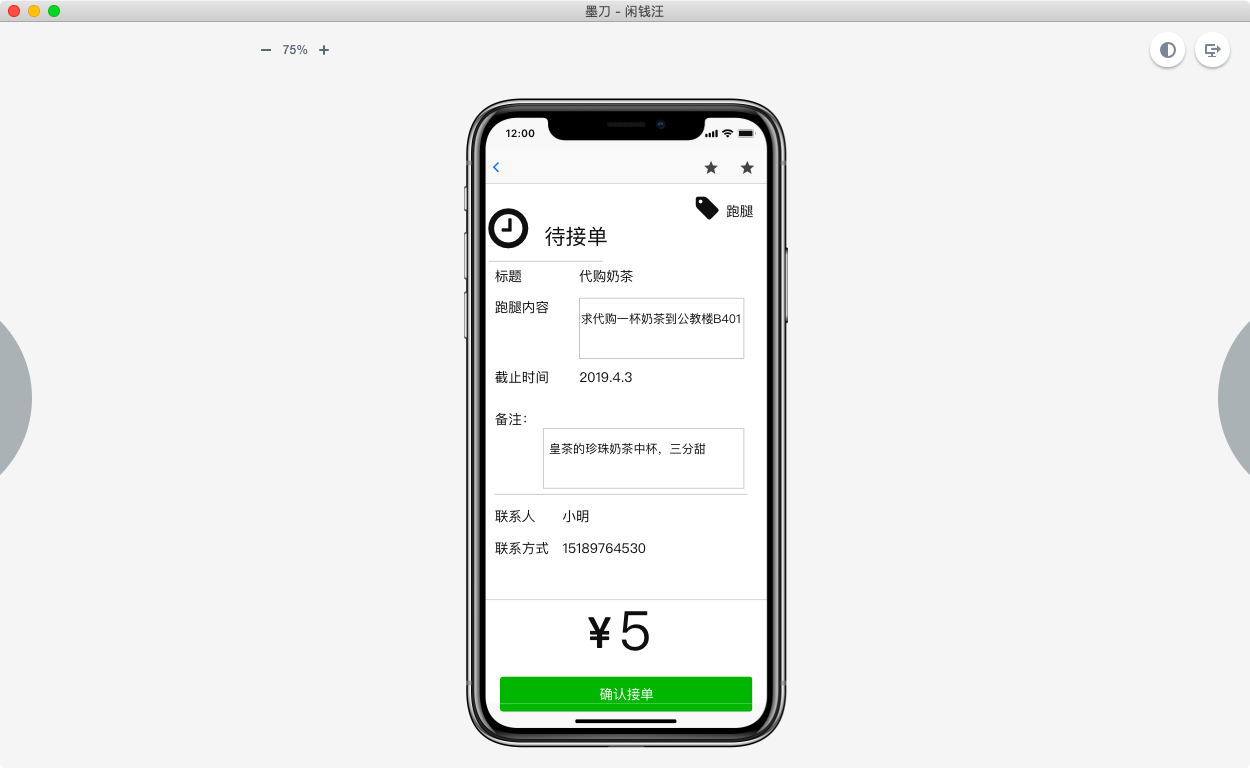 墨刀 - 闲钱汪
75%
12:00
跑腿
待接单
标题 代购奶茶
跑腿内容 求代购一杯奶茶到公教楼B401
截止时间 2019.4.3
备注：
皇茶的珍珠奶茶中杯，三分甜
联系人 小明
联系方式 15189764530
¥5
确认接单